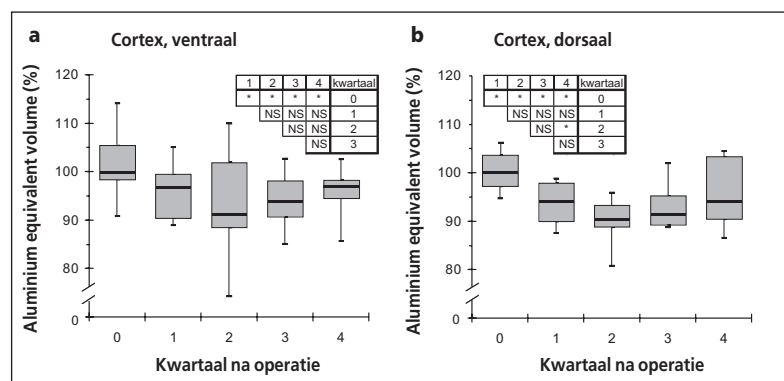 a Cortex, ventraal
Aluminium equivalent volume (%)
120
110
100
90
80
0
1 2 3 4 kwartaal
* * * * 0
NS NS NS 1
NS NS 2
NS 3
0 1 2 3 4
Kwartaal na operatie
b Cortex, dorsaal
Aluminium equivalent volume (%)
120
110
100
90
80
0
1 2 3 4 kwartaal
* * * * 0
NS NS NS 1
NS * 2
NS 3
0 1 2 3 4
Kwartaal na operatie